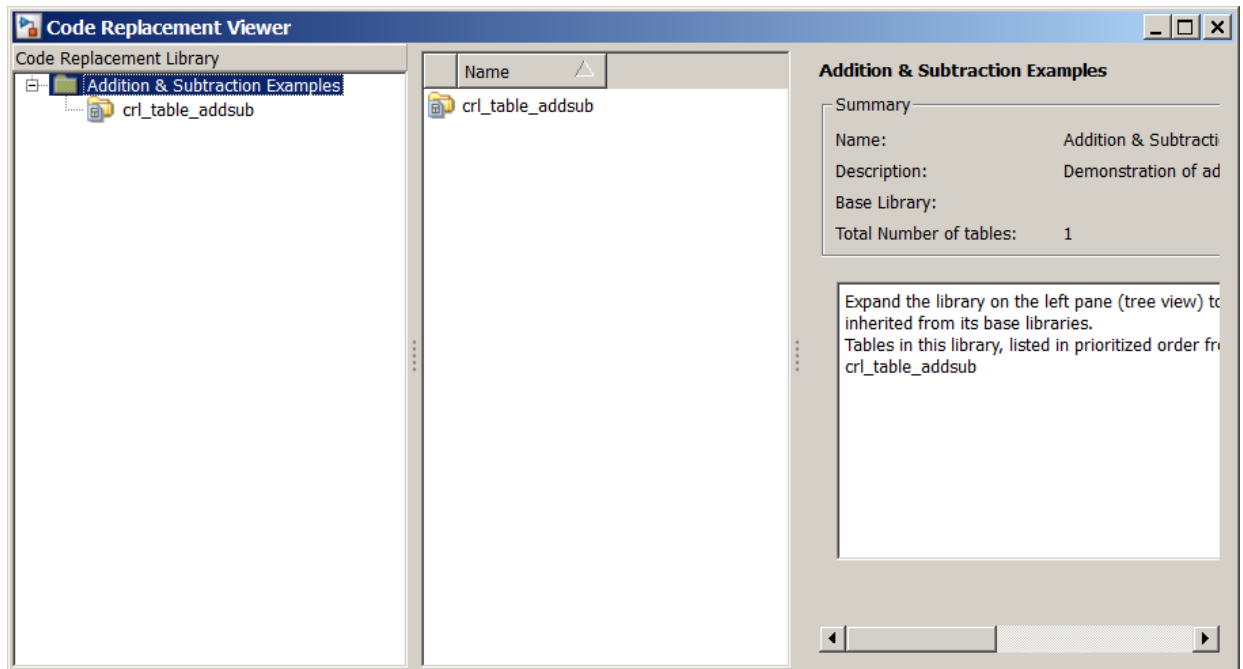 Code Replacement Viewer
Code Replacement Library
Addition & Subtraction Examples
crl_table_addsub
Name
crl_table_addsub
Addition & Subtraction Examples
Summary
Name: Addition & Subtracti
Description: Demonstration of ad
Base Library:
Total Number of tables: 1
Expand the library on the left pane (tree view) to
inherited from its base libraries.
Tables in this library, listed in prioritized order fr
crl_table_addsub